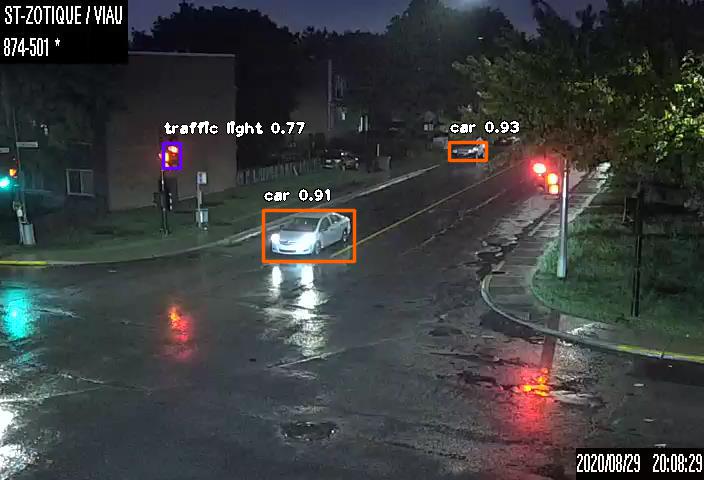 ST-ZOTIQUE / VIAU
874-501 *
traffic light 0.77
car 0.93
car 0.91
2020/08/29 20:08:29